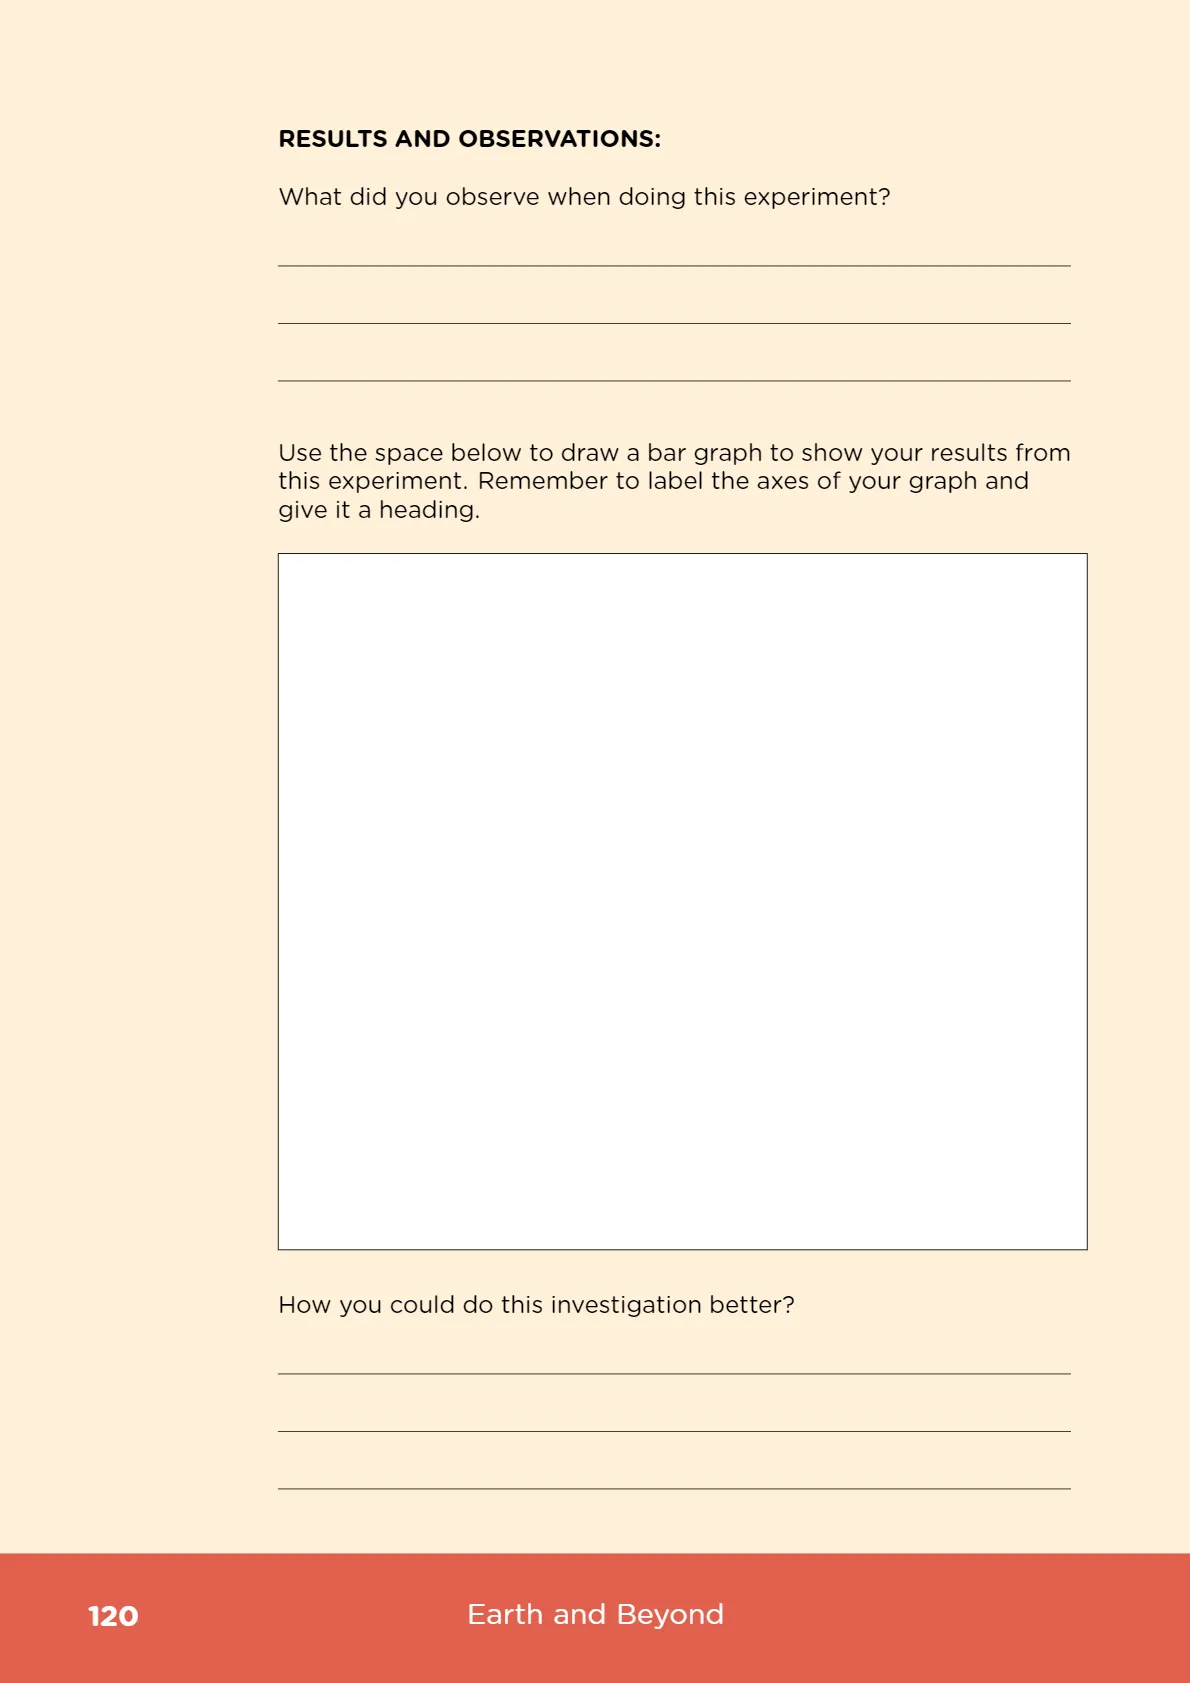 RESULTS AND OBSERVATIONS:
What did you observe when doing this experiment?
Use the space below to draw a bar graph to show your results from
this experiment. Remember to label the axes of your graph and
give it a heading.
How you could do this investigation better?
120
Earth and Beyond